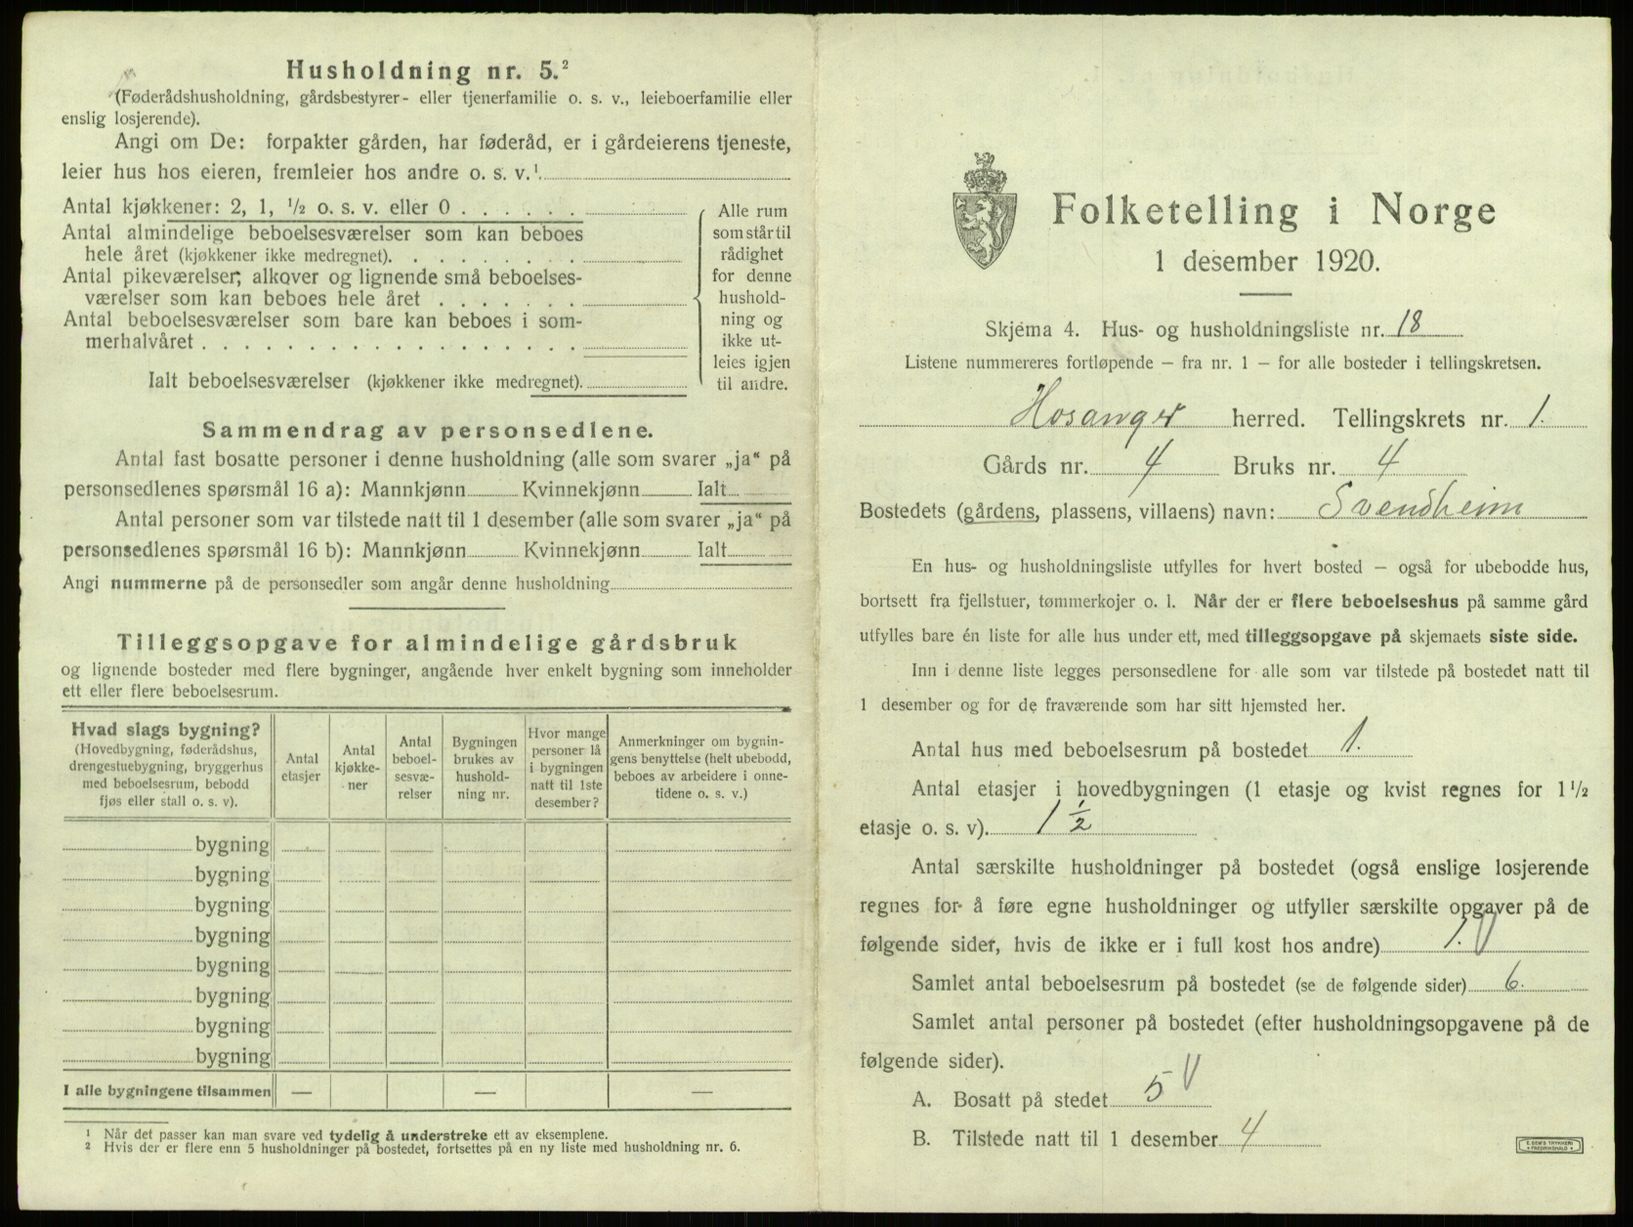 Husholdning nr. 5.²
(Føderådshusholdning, gårdsbestyrer- eller tjenerfamilie o. s. v., leieboerfamilie eller
enslig losjerende).
Angi om De: forpakter gården, har føderåd, er i gårdeierens tjeneste,
leier hus hos eieren, fremleier hos andre o. s. v.¹
Antal kjøkkener: 2, 1, ½ o. s. v. eller 0
Antal almindelige beboelsesværelser som kan beboes
hele året (kjøkkener ikke medregnet).
Antal pikeværelser, alkover og lignende små beboelses-
værelser som kan beboes hele året
Antal beboelsesværelser som bare kan beboes i som-
merhalvåret
Ialt beboelsesværelser (kjøkkener ikke medregnet).
Alle rum
som står til
rådighet
for denne
hushold-
ning og
ikke ut-
leies igjen
til andre.
Sammendrag av personsedlene.
Antal fast bosatte personer i denne husholdning (alle som svarer „ja“ på
personsedlenes spørsmål 16 a): Mannkjønn Kvinnekjønn Ialt
Antal personer som var tilstede natt til 1 desember (alle som svarer „ja“ på
personsedlenes spørsmål 16 b): Mannkjønn Kvinnekjønn Ialt
Angi nummerne på de personsedler som angår denne husholdning
Tilleggsopgave for almindelige gårdsbruk
og lignende bosteder med flere bygninger, angående hver enkelt bygning som inneholder
ett eller flere beboelsesrum.
Hvad slags bygning?
(Hovedbygning, føderådshus,
drengestuebygning, bryggerhus
med beboelsesrum, bebodd
fjøs eller stall o. s. v).
Antal
etasjer
Antal
kjøkke-
ner
Antal
beboel-
sesvæ-
relser
Bygningen
brukes av
hushold-
ning nr.
Hvor mange
personer lå
i bygningen
natt til 1ste
desember?
Anmerkninger om bygnin-
gens benyttelse (helt ubebodd,
beboes av arbeidere i onne-
tidene o. s. v.)
bygning
bygning
bygning
bygning
bygning
bygning
bygning
bygning
I alle bygningene tilsammen — — —
¹ Når det passer kan man svare ved tydelig å understreke ett av eksemplene.
² Hvis der er flere enn 5 husholdninger på bostedet, fortsettes på en ny liste med husholdning nr. 6.
Folketelling i Norge
1 desember 1920.
Skjema 4. Hus- og husholdningsliste nr. 18
Listene nummereres fortløpende — fra nr. 1 — for alle bosteder i tellingskretsen.
Hosanger herred. Tellingskrets nr. 1.
Gårds nr. 4 Bruks nr. 4
Bostedets (gårdens, plassens, villaens) navn: Svendheim
En hus- og husholdningsliste utfylles for hvert bosted — også for ubebodde hus,
bortsett fra fjellstuer, tømmerkojer o. l. Når der er flere beboelseshus på samme gård
utfylles bare én liste for alle hus under ett, med tilleggsopgave på skjemaets siste side.
Inn i denne liste legges personsedlene for alle som var tilstede på bostedet natt til
1 desember og for de fraværende som har sitt hjemsted her.
Antal hus med beboelsesrum på bostedet 1.
Antal etasjer i hovedbygningen (1 etasje og kvist regnes for 1½
etasje o. s. v). 1½
Antal særskilte husholdninger på bostedet (også enslige losjerende
regnes for å føre egne husholdninger og utfyller særskilte opgaver på de
følgende sider, hvis de ikke er i full kost hos andre) 1. V
Samlet antal beboelsesrum på bostedet (se de følgende sider) 6.
Samlet antal personer på bostedet (efter husholdningsopgavene på de
følgende sider).
A. Bosatt på stedet 5 V
B. Tilstede natt til 1 desember 4
E. SEM'S TRYKKERI
FREDRIKSHALD